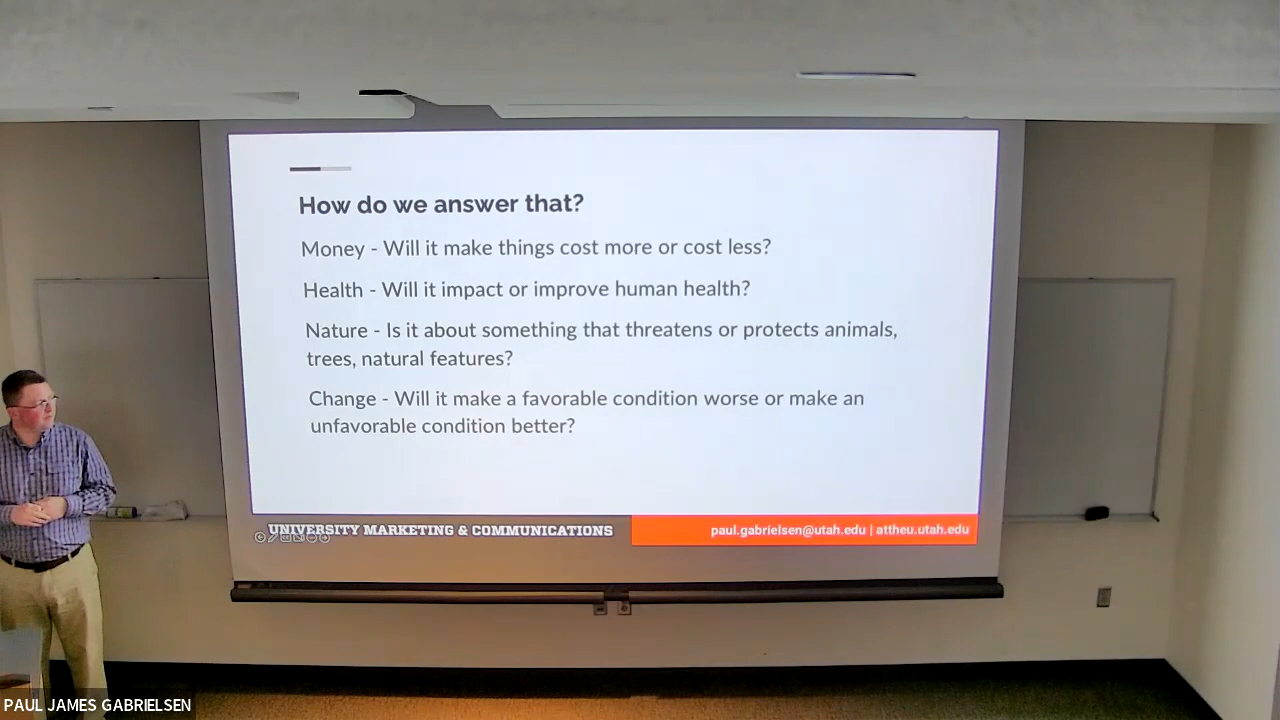 How do we answer that?
Money - Will it make things cost more or cost less?
Health - Will it impact or improve human health?
Nature - Is it about something that threatens or protects animals,
trees, natural features?
Change - Will it make a favorable condition worse or make an
unfavorable condition better?
UNIVERSITY MARKETING & COMMUNICATIONS
paul.gabrielsen@utah.edu | attheu.utah.edu
PAUL JAMES GABRIELSEN